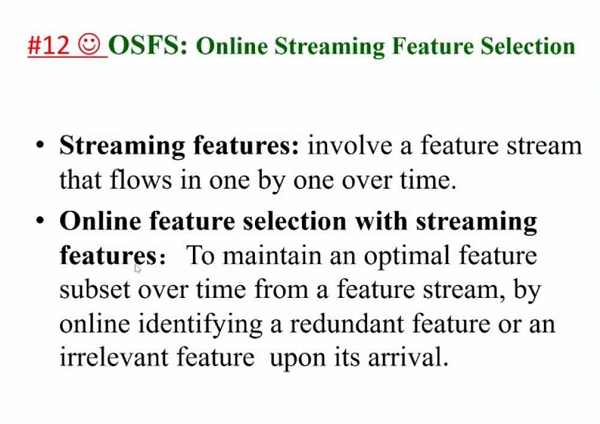 #12 ☺ OSFS: Online Streaming Feature Selection
• Streaming features: involve a feature stream
that flows in one by one over time.
• Online feature selection with streaming
features： To maintain an optimal feature
subset over time from a feature stream, by
online identifying a redundant feature or an
irrelevant feature  upon its arrival.